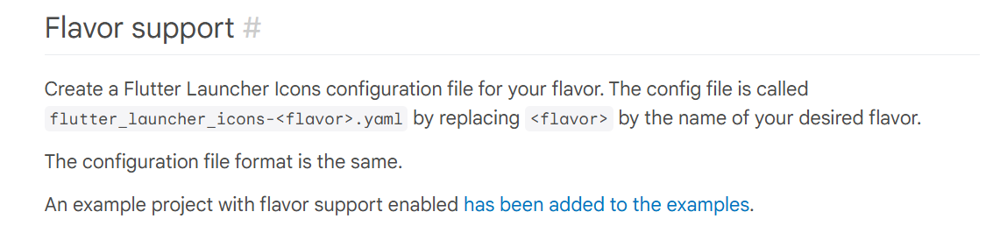 Flavor support #
Create a Flutter Launcher Icons configuration file for your flavor. The config file is called
flutter_launcher_icons-<flavor>.yaml by replacing <flavor> by the name of your desired flavor.
The configuration file format is the same.
An example project with flavor support enabled has been added to the examples.